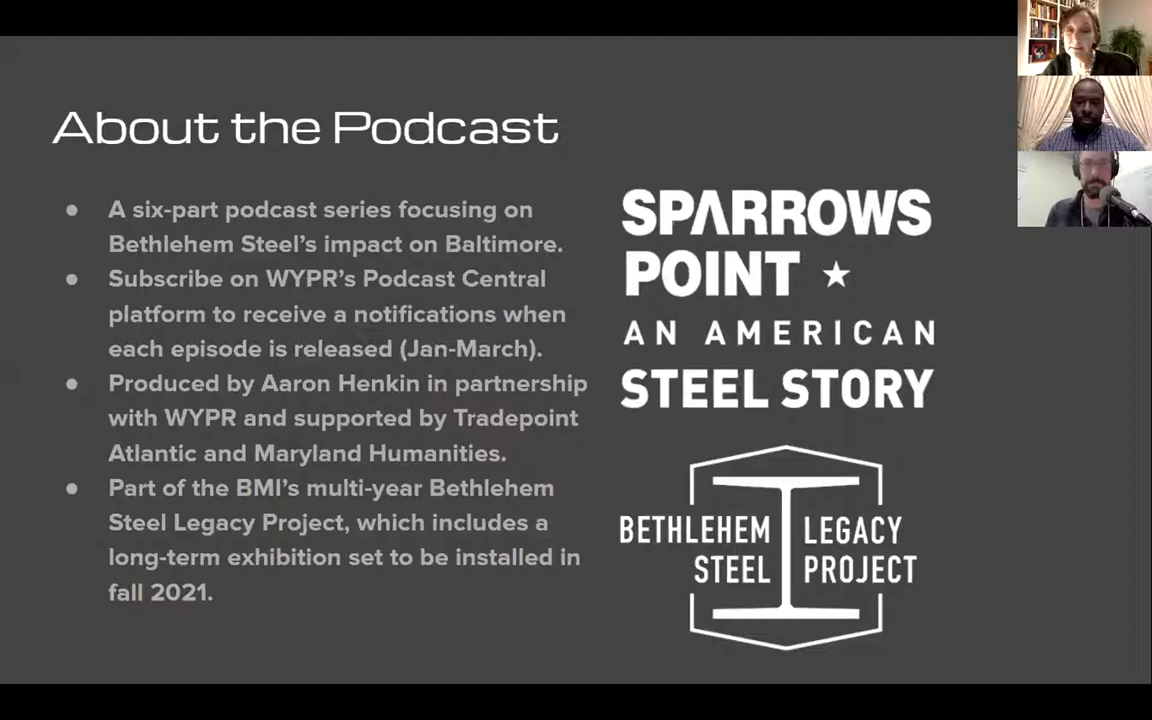 About the Podcast
A six-part podcast series focusing on
Bethlehem Steel's impact on Baltimore.
Subscribe on WYPR's Podcast Central
platform to receive a notifications when
each episode is released (Jan-March).
Produced by Aaron Henkin in partnership
with WYPR and supported by Tradepoint
Atlantic and Maryland Humanities.
Part of the BMI's multi-year Bethlehem
Steel Legacy Project, which includes a
long-term exhibition set to be installed in
fall 2021.
SPARROWS
POINT ★
AN AMERICAN
STEEL STORY
BETHLEHEM LEGACY
STEEL PROJECT